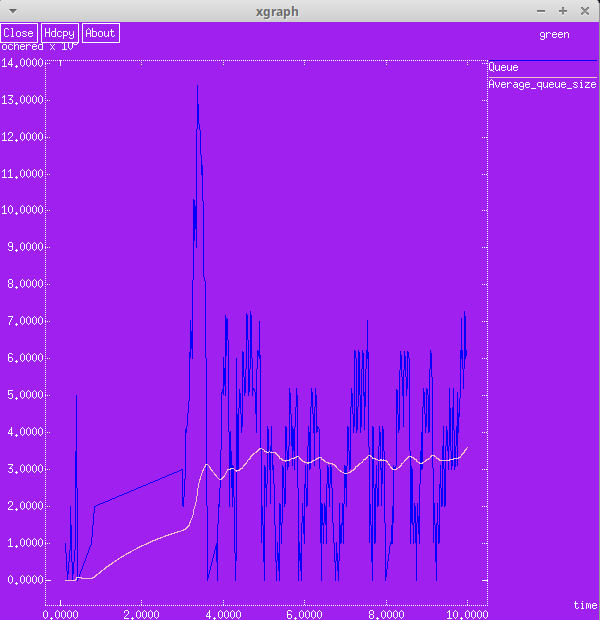 xgraph
Close Hdcpy About
green
ochered x 10
Queue
Average_queue_size
14.0000
13.0000
12.0000
11.0000
10.0000
9.0000
8.0000
7.0000
6.0000
5.0000
4.0000
3.0000
2.0000
1.0000
0.0000
time
0.0000 2.0000 4.0000 6.0000 8.0000 10.0000